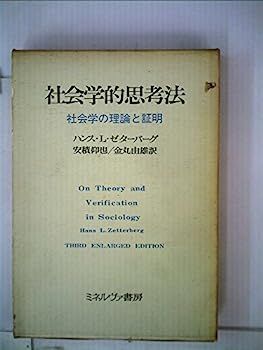 社会学的思考法
社会学の理論と証明
ハンス・L・ゼターバーグ
安積仰也/金丸由雄訳
On Theory and
Verification
in Sociology
Hans L. Zetterberg
THIRD ENLARGED EDITION
ミネルヴァ書房